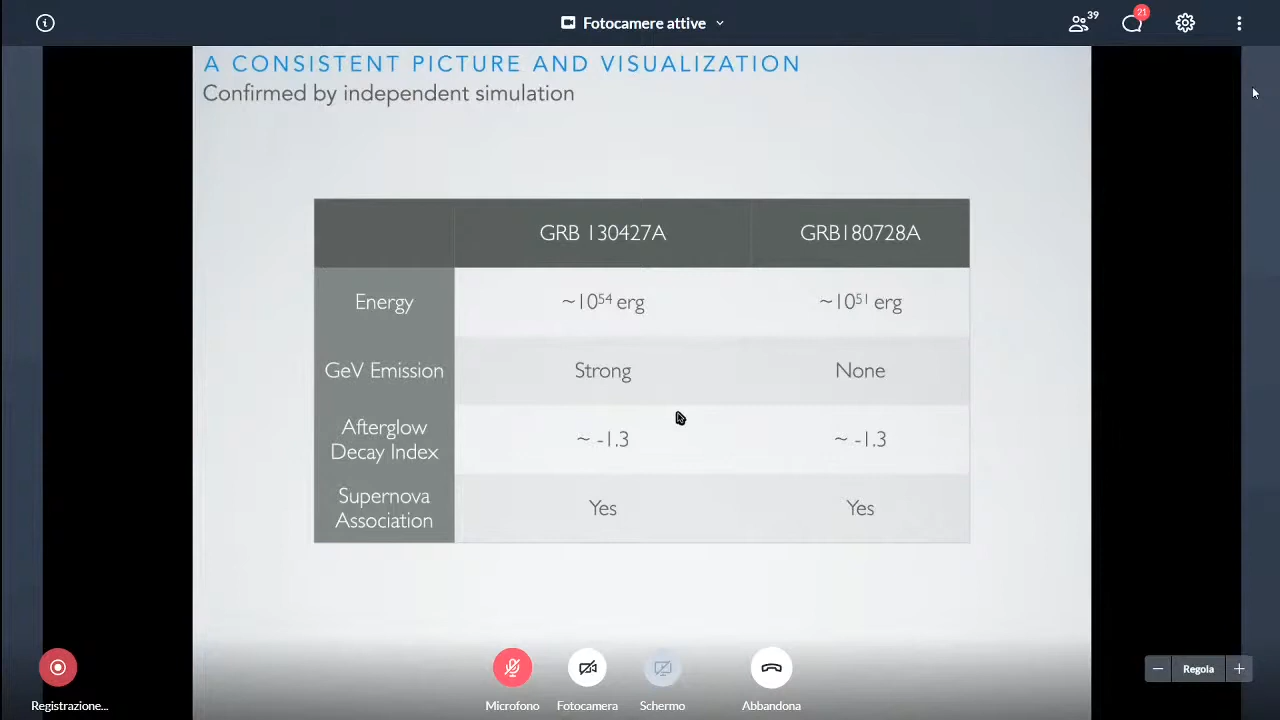 Fotocamere attive
39
21
A CONSISTENT PICTURE AND VISUALIZATION
Confirmed by independent simulation
GRB 130427A
GRB180728A
Energy
~10⁵⁴ erg
~10⁵¹ erg
GeV Emission
Strong
None
Afterglow
Decay Index
~ -1.3
~ -1.3
Supernova
Association
Yes
Yes
Registrazione...
Microfono
Fotocamera
Schermo
Abbandona
Regola